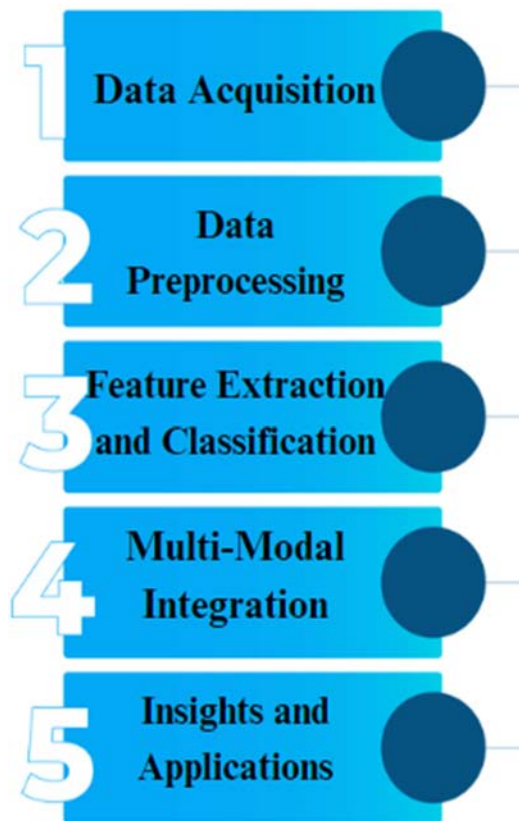 1
Data Acquisition
2
Data
Preprocessing
3
Feature Extraction
and Classification
4
Multi-Modal
Integration
5
Insights and
Applications